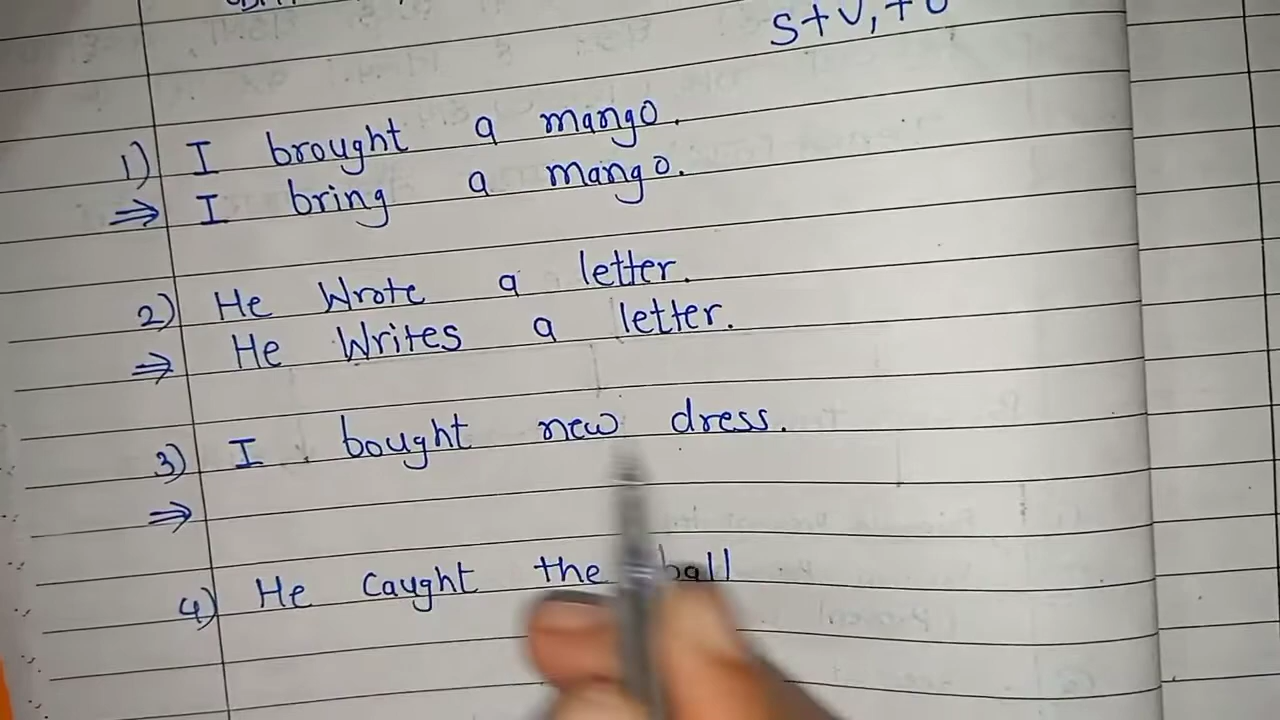 S+V₁+O
1) I brought a mango.
⇒ I bring a mango.
2) He Wrote a letter.
⇒ He Writes a letter.
3) I bought new dress.
⇒
4) He caught the ball